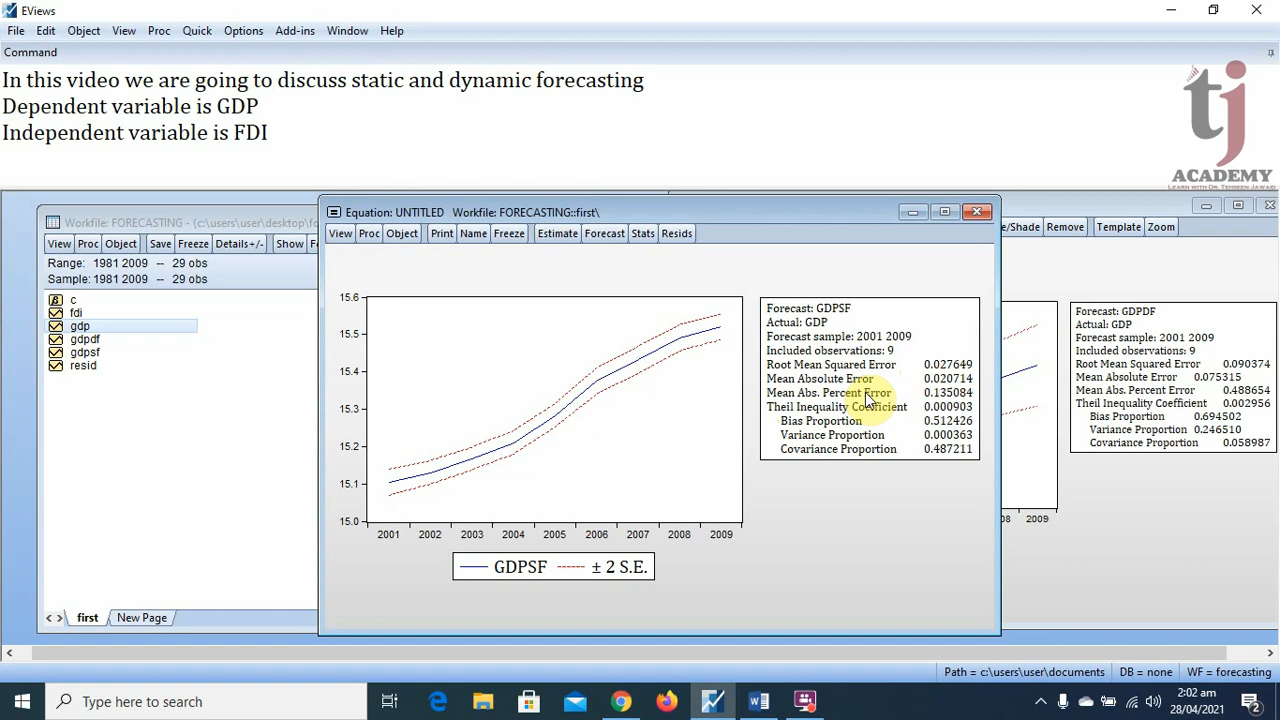 EViews
File Edit Object View Proc Quick Options Add-ins Window Help
Command
In this video we are going to discuss static and dynamic forecasting
Dependent variable is GDP
Independent variable is FDI
tj
ACADEMY
LEARN WITH DR. TEHSEEN JAWAID
Workfile: FORECASTING - (c:\users\user\desktop\fo
View Proc Object Save Freeze Details+/- Show
Range: 1981 2009 -- 29 obs
Sample: 1981 2009 -- 29 obs
c
fdi
gdp
gdpdf
gdpsf
resid
first New Page
Equation: UNTITLED Workfile: FORECASTING::first\
View Proc Object Print Name Freeze Estimate Forecast Stats Resids
15.6
15.5
15.4
15.3
15.2
15.1
15.0
2001 2002 2003 2004 2005 2006 2007 2008 2009
GDPSF ± 2 S.E.
Forecast: GDPSF
Actual: GDP
Forecast sample: 2001 2009
Included observations: 9
Root Mean Squared Error 0.027649
Mean Absolute Error 0.020714
Mean Abs. Percent Error 0.135084
Theil Inequality Coefficient 0.000903
Bias Proportion 0.512426
Variance Proportion 0.000363
Covariance Proportion 0.487211
e/Shade Remove Template Zoom
Forecast: GDPDF
Actual: GDP
Forecast sample: 2001 2009
Included observations: 9
Root Mean Squared Error 0.090374
Mean Absolute Error 0.075315
Mean Abs. Percent Error 0.488654
Theil Inequality Coefficient 0.002956
Bias Proportion 0.694502
Variance Proportion 0.246510
Covariance Proportion 0.058987
08 2009
Path = c:\users\user\documents DB = none WF = forecasting
Type here to search
2:02 am
28/04/2021
2